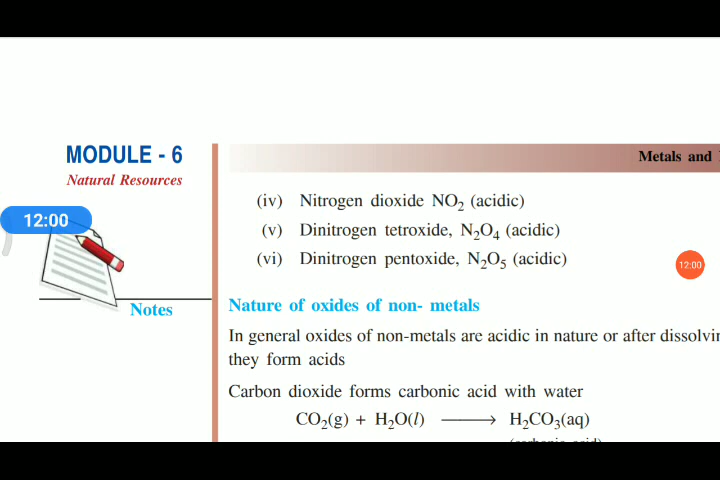 MODULE - 6
Natural Resources
12:00
Notes
Metals and
(iv) Nitrogen dioxide NO₂ (acidic)
(v) Dinitrogen tetroxide, N₂O₄ (acidic)
(vi) Dinitrogen pentoxide, N₂O₅ (acidic)
12:00
Nature of oxides of non- metals
In general oxides of non-metals are acidic in nature or after
they form acids
Carbon dioxide forms carbonic acid with water
CO₂(g) + H₂O(l) ⟶ H₂CO₃(aq)